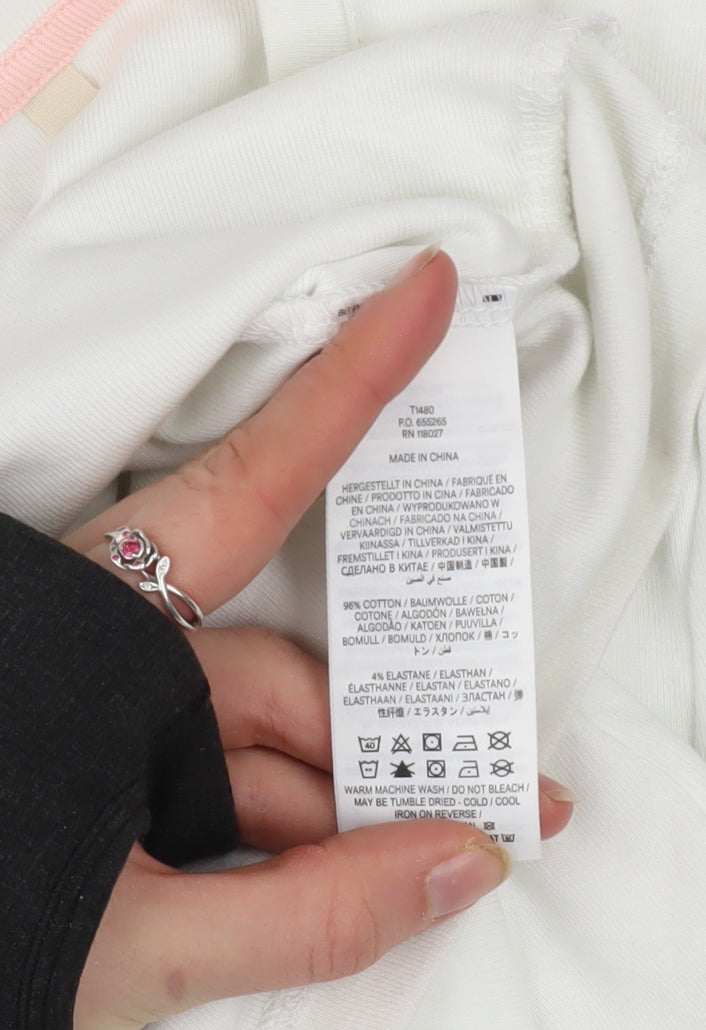 T1480
P.O. 655265
RN 118027
MADE IN CHINA
HERGESTELLT IN CHINA / FABRIQUÉ EN
CHINE / PRODOTTO IN CINA / FABRICADO
EN CHINA / WYPRODUKOWANO W
CHINACH / FABRICADO NA CHINA /
VERVAARDIGD IN CHINA / VALMISTETTU
KIINASSA / TILLVERKAD I KINA /
FREMSTILLET I KINA / PRODUSERT I KINA /
СДЕЛАНО В КИТАЕ / 中国制造 / 中国製 /
صنع في الصين
96% COTTON / BAUMWOLLE / COTON /
COTONE / ALGODÓN / BAWEŁNA /
ALGODÃO / KATOEN / PUUVILLA /
BOMULL / BOMULD / ХЛОПОК / 棉 / コッ
トン / قطن
4% ELASTANE / ELASTHAN /
ÉLASTHANNE / ELASTAN / ELASTANO /
ELASTHAAN / ELASTAANI / ЭЛАСТАН / 弹
性纤维 / エラスタン / إيلاستين
40
WARM MACHINE WASH / DO NOT BLEACH /
MAY BE TUMBLE DRIED - COLD / COOL
IRON ON REVERSE /